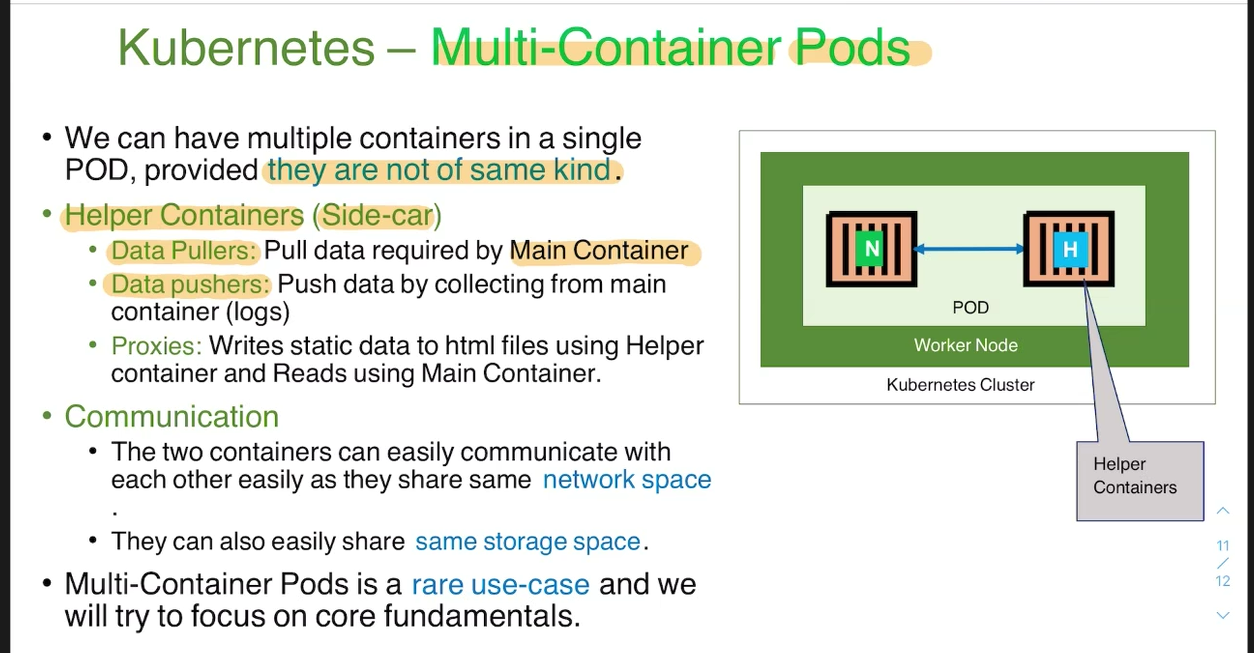 Kubernetes – Multi-Container Pods
• We can have multiple containers in a single
POD, provided they are not of same kind.
• Helper Containers (Side-car)
• Data Pullers: Pull data required by Main Container
• Data pushers: Push data by collecting from main
container (logs)
• Proxies: Writes static data to html files using Helper
container and Reads using Main Container.
• Communication
• The two containers can easily communicate with
each other easily as they share same network space
.
• They can also easily share same storage space.
• Multi-Container Pods is a rare use-case and we
will try to focus on core fundamentals.
N
H
POD
Worker Node
Kubernetes Cluster
Helper
Containers
11
/
12